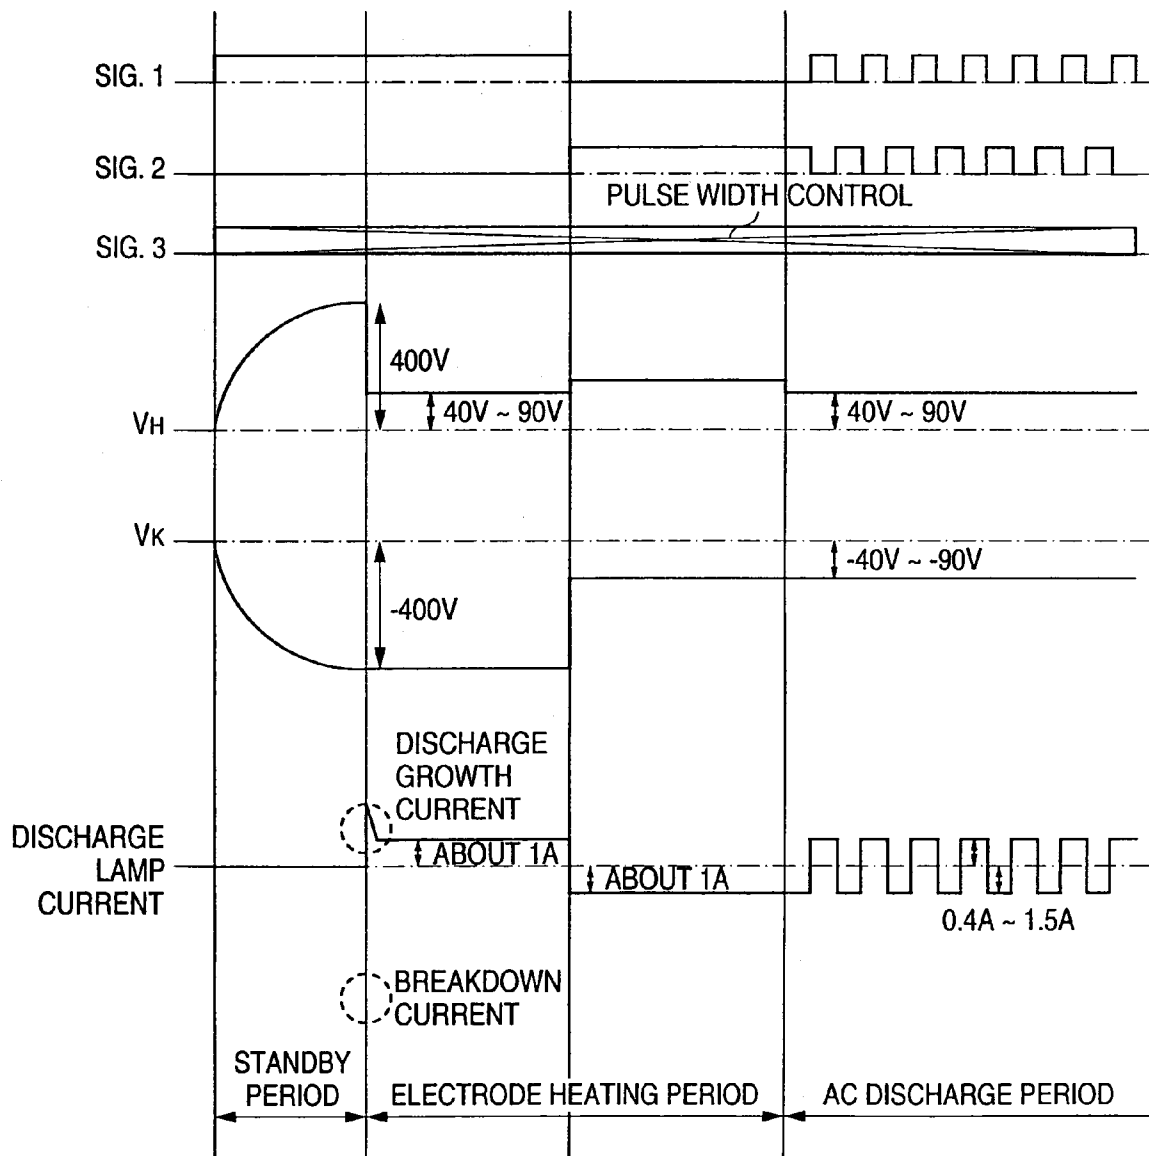 SIG. 1
SIG. 2
PULSE WIDTH CONTROL
SIG. 3
400V
VH
40V ~ 90V
40V ~ 90V
VK
-40V ~ -90V
-400V
DISCHARGE
GROWTH
CURRENT
DISCHARGE
LAMP
CURRENT
ABOUT 1A
ABOUT 1A
0.4A ~ 1.5A
BREAKDOWN
CURRENT
STANDBY
PERIOD
ELECTRODE HEATING PERIOD
AC DISCHARGE PERIOD